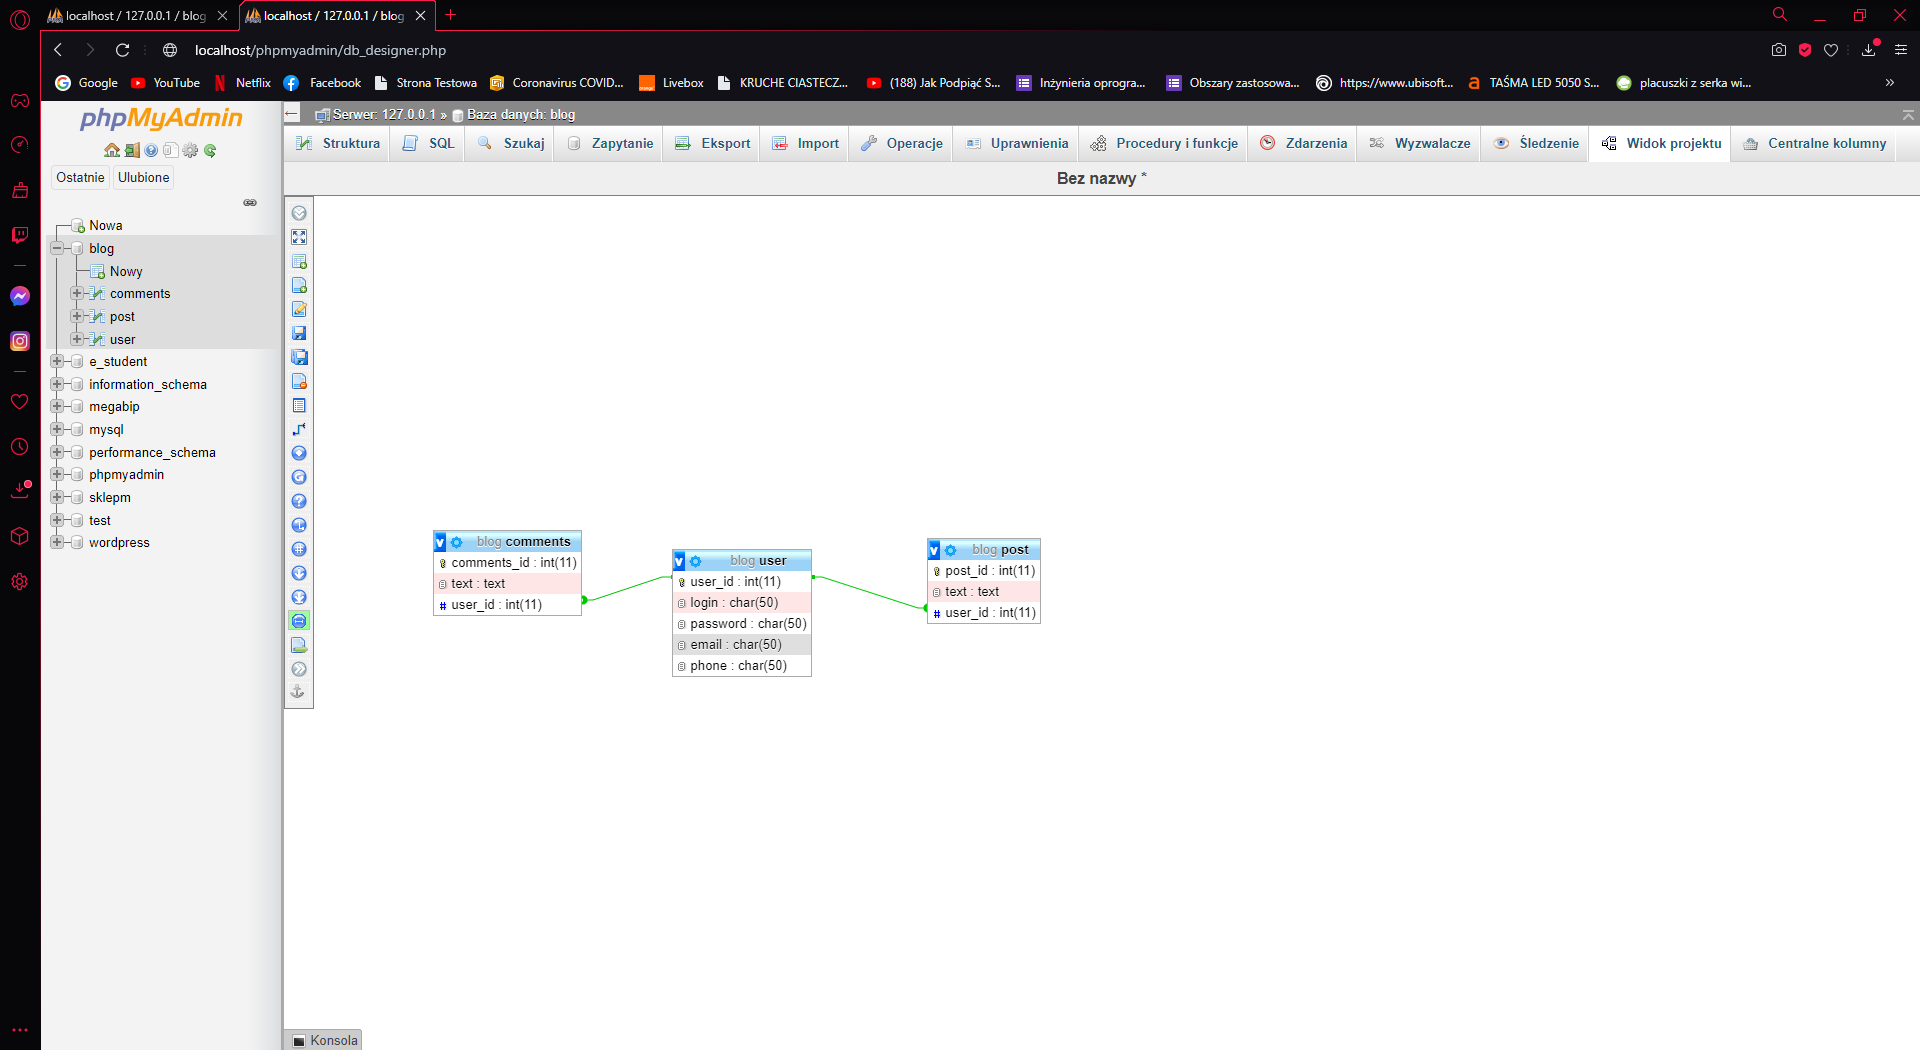 localhost / 127.0.0.1 / blog
localhost / 127.0.0.1 / blog
localhost/phpmyadmin/db_designer.php
Google
YouTube
Netflix
Facebook
Strona Testowa
Coronavirus COVID...
Livebox
KRUCHE CIASTECZ...
(188) Jak Podpiąć S...
Inżynieria oprogra...
Obszary zastosowa...
https://www.ubisoft...
TAŚMA LED 5050 S...
placuszki z serka wi...
phpMyAdmin
Ostatnie
Ulubione
Nowa
blog
Nowy
comments
post
user
e_student
information_schema
megabip
mysql
performance_schema
phpmyadmin
sklepm
test
wordpress
Serwer: 127.0.0.1 » Baza danych: blog
Struktura
SQL
Szukaj
Zapytanie
Eksport
Import
Operacje
Uprawnienia
Procedury i funkcje
Zdarzenia
Wyzwalacze
Śledzenie
Widok projektu
Centralne kolumny
Bez nazwy *
v blog comments
comments_id : int(11)
text : text
# user_id : int(11)
v blog user
user_id : int(11)
login : char(50)
password : char(50)
email : char(50)
phone : char(50)
v blog post
post_id : int(11)
text : text
# user_id : int(11)
Konsola